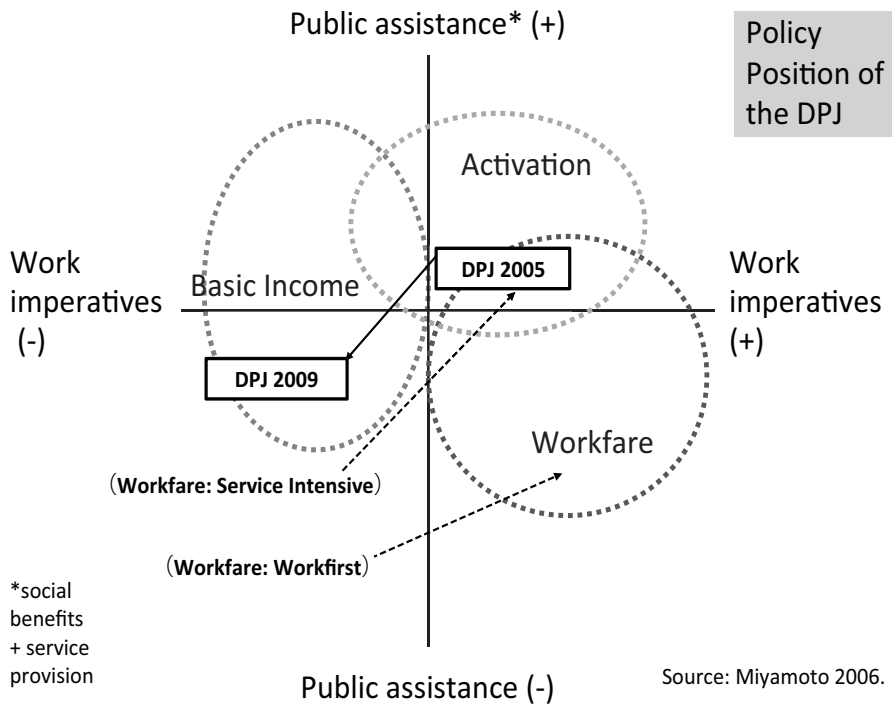 Public assistance* (+)
Policy
Position of
the DPJ
Activation
Work
imperatives
(-)
Basic Income
DPJ 2005
Work
imperatives
(+)
DPJ 2009
Workfare
(Workfare: Service Intensive)
(Workfare: Workfirst)
*social
benefits
+ service
provision
Public assistance (-)
Source: Miyamoto 2006.